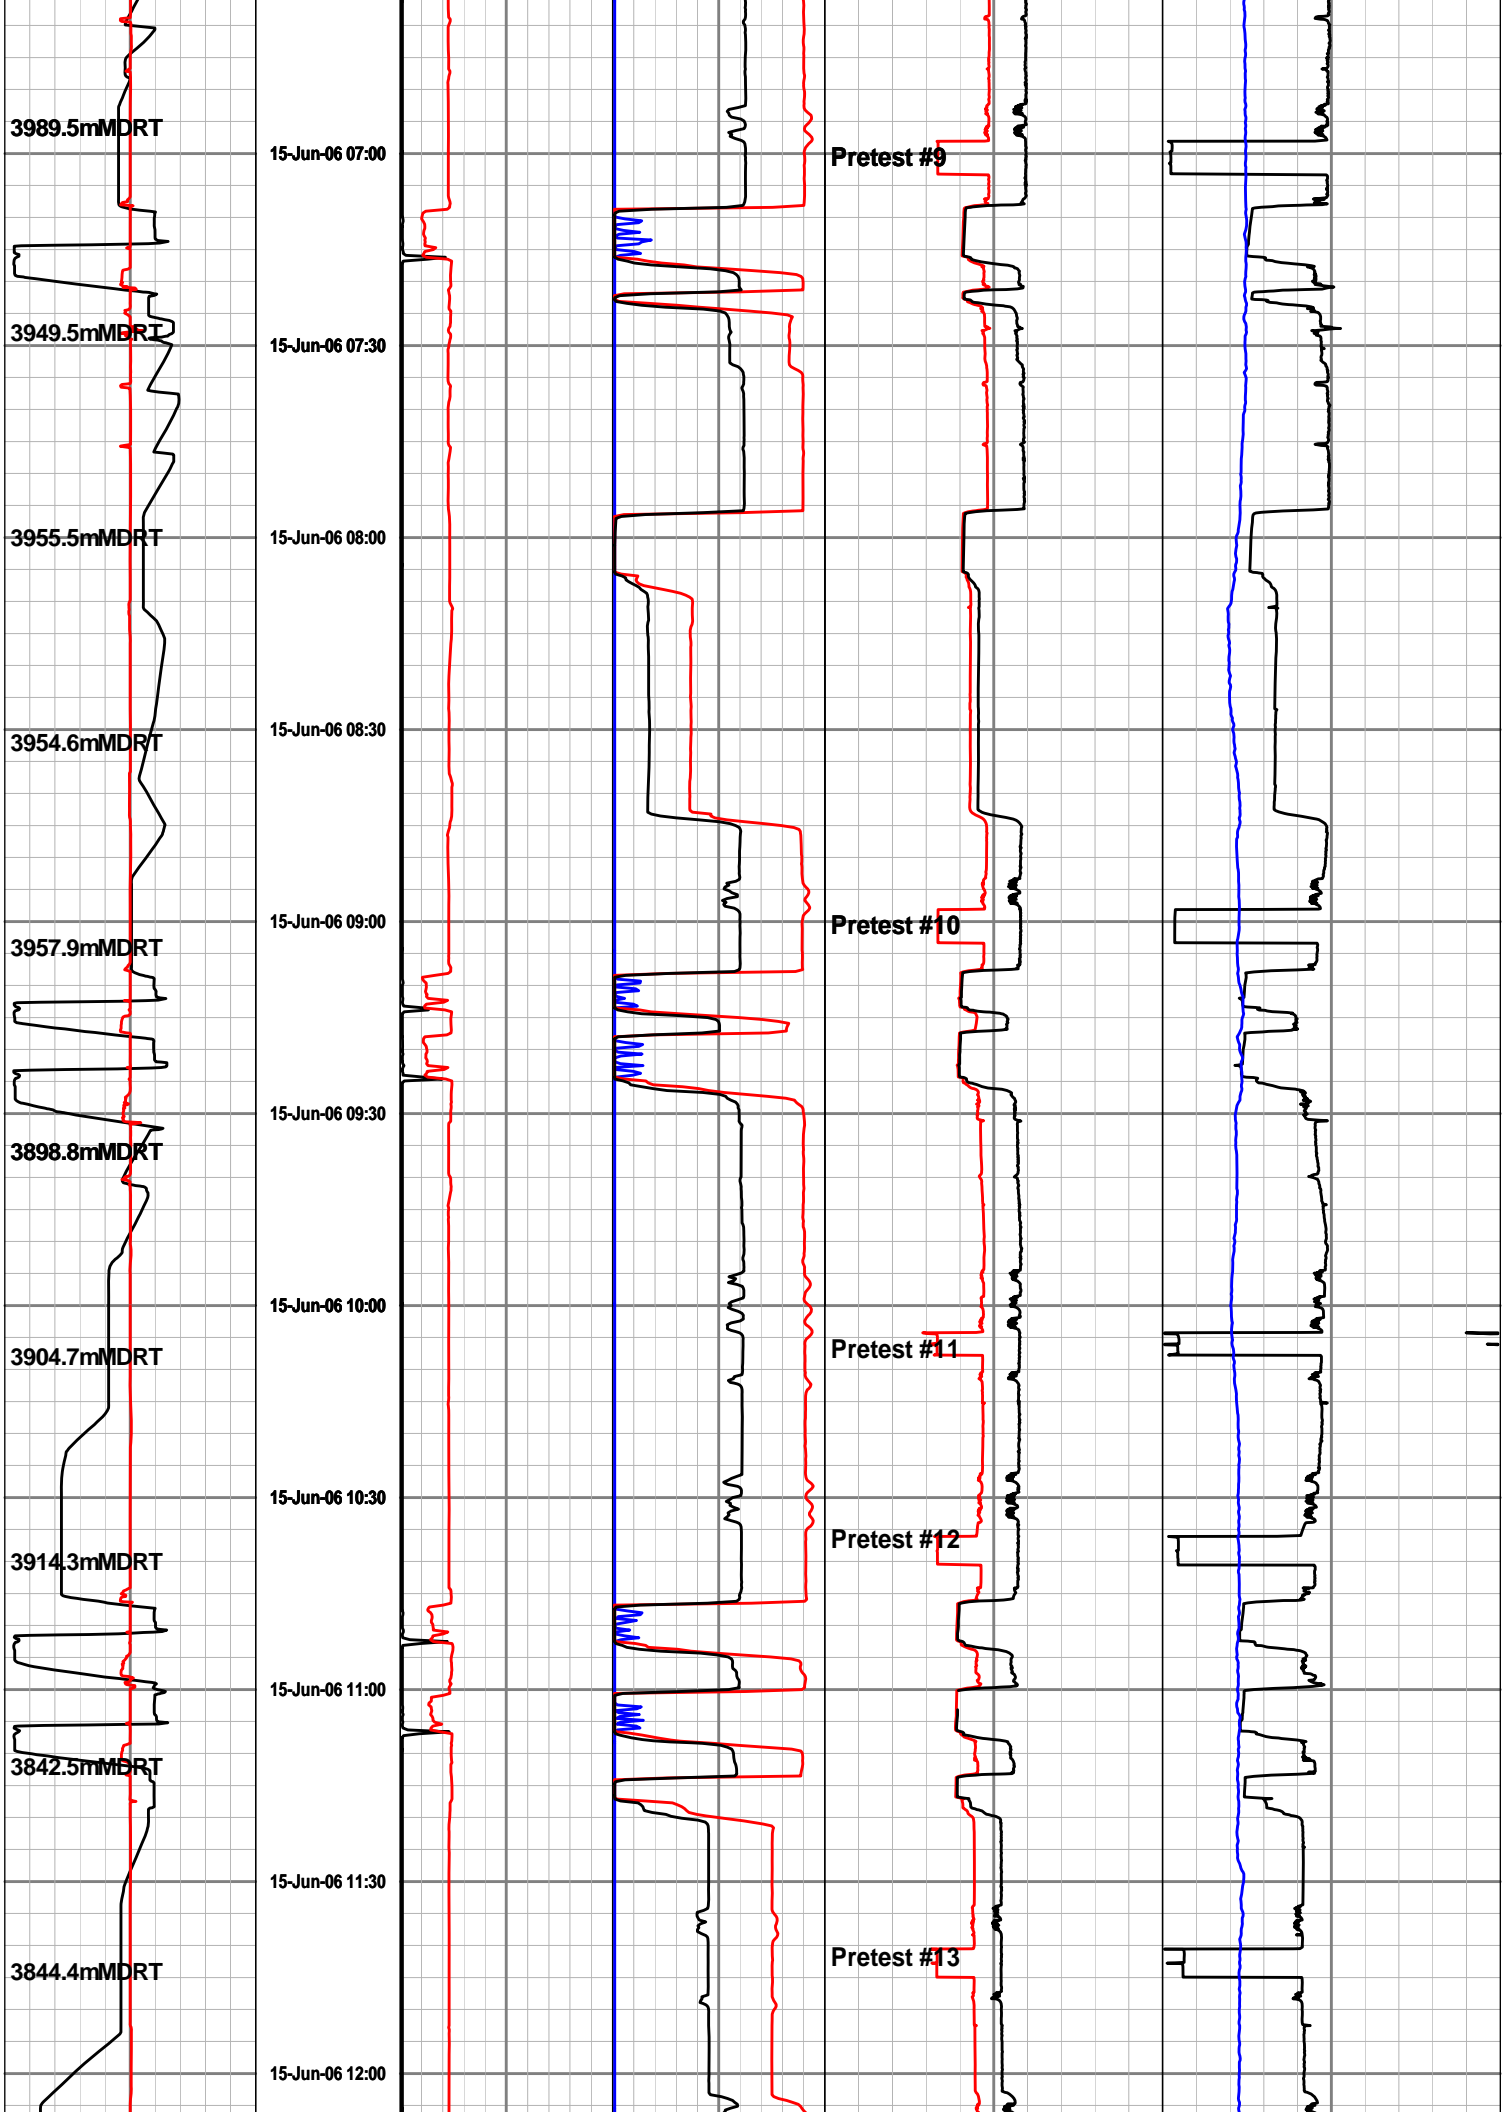 3989.5mMDRT
15-Jun-06 07:00
Pretest #9
3949.5mMDRT
15-Jun-06 07:30
3955.5mMDRT
15-Jun-06 08:00
15-Jun-06 08:30
3954.6mMDRT
15-Jun-06 09:00
Pretest #10
3957.9mMDRT
15-Jun-06 09:30
3898.8mMDRT
15-Jun-06 10:00
Pretest #11
3904.7mMDRT
15-Jun-06 10:30
Pretest #12
3914.3mMDRT
15-Jun-06 11:00
3842.5mMDRT
15-Jun-06 11:30
Pretest #13
3844.4mMDRT
15-Jun-06 12:00